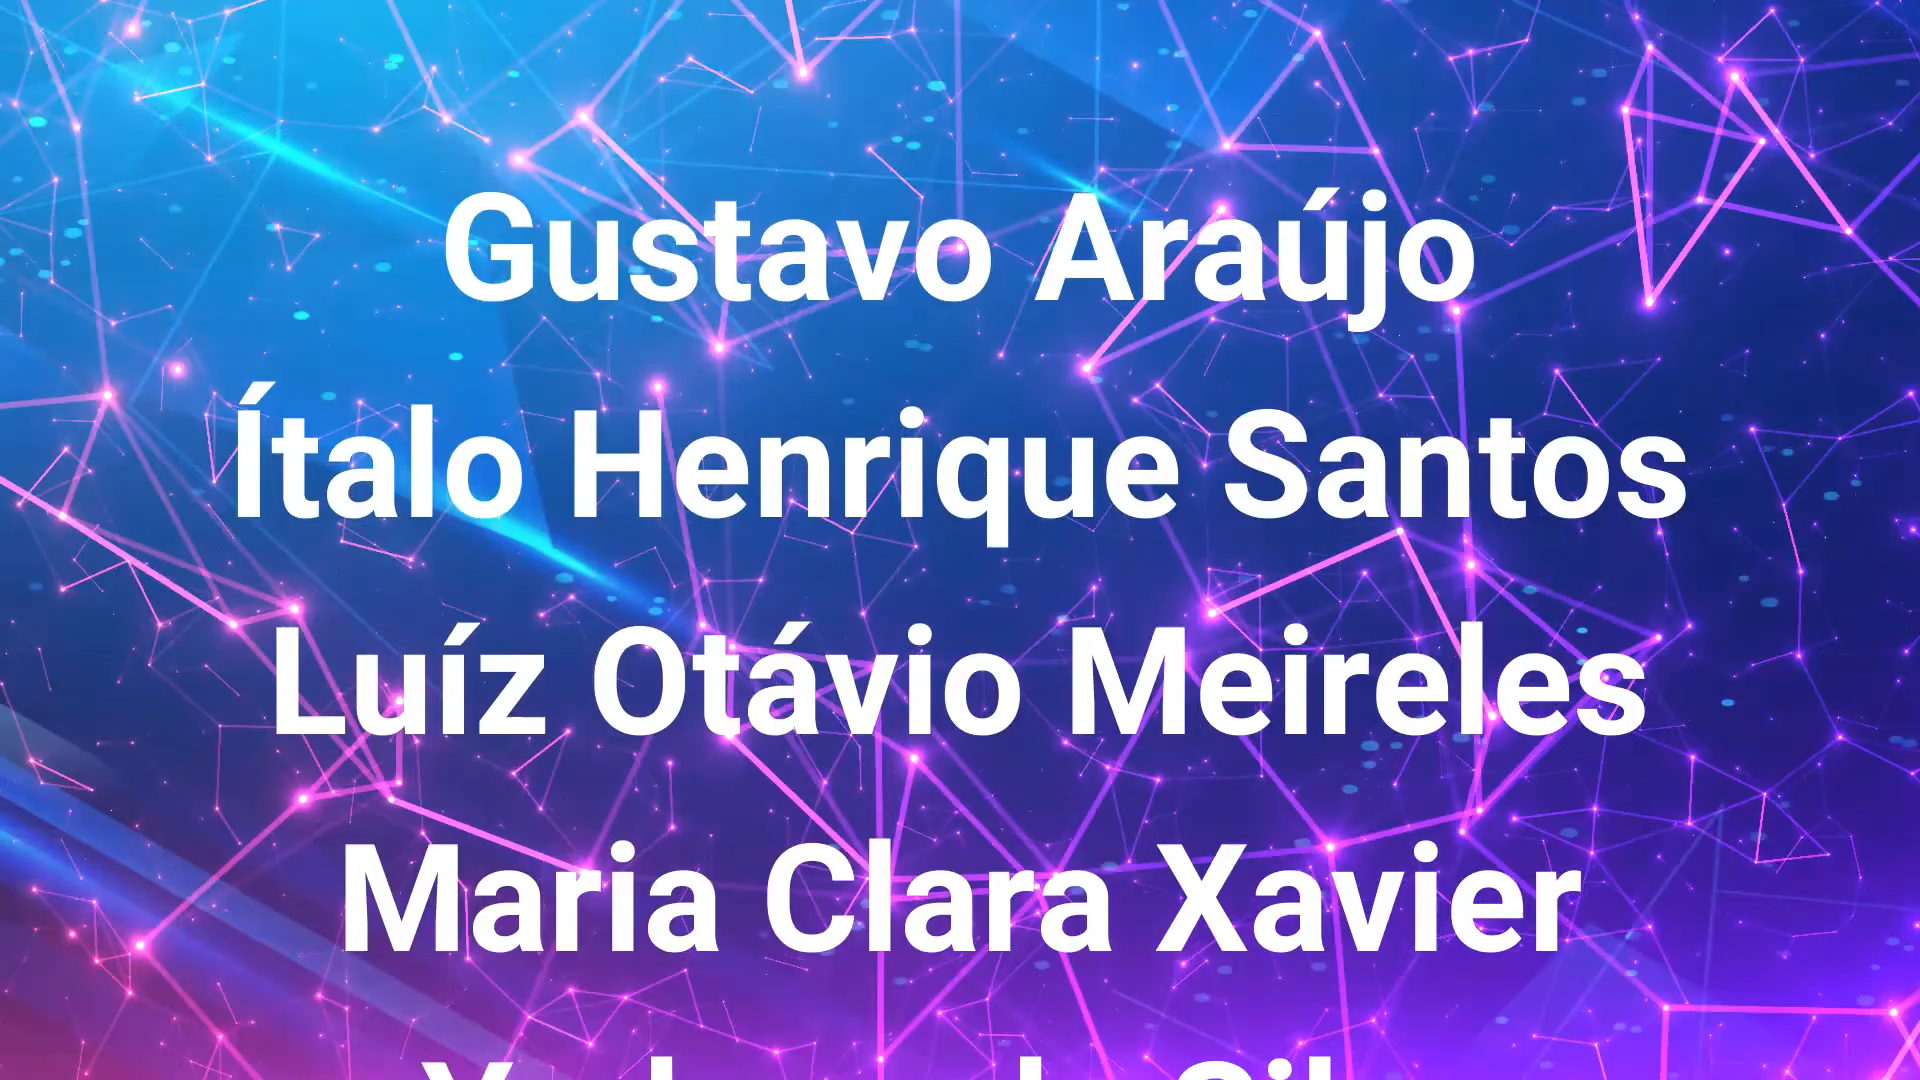 Gustavo Araújo
Ítalo Henrique Santos
Luíz Otávio Meireles
Maria Clara Xavier